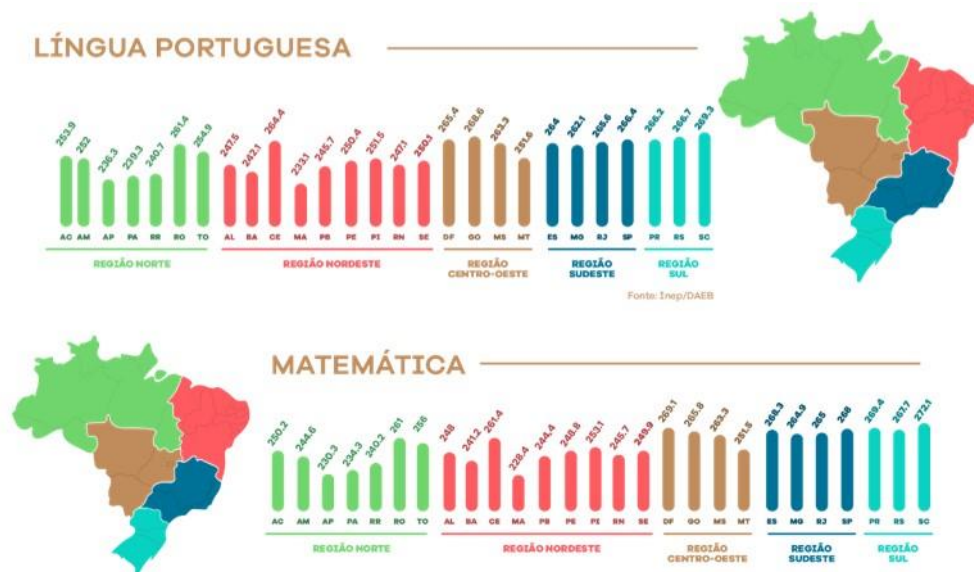 LÍNGUA PORTUGUESA
253.9 252 236.3 239.3 240.7 261.4 254.9 247.5 242.1 264.4 233.1 245.7 250.4 251.5 247.1 250.1 265.4 268.6 263.3 251.6 264 262.1 265.6 266.4 266.2 266.7 269.3
AC AM AP PA RR RO TO AL BA CE MA PB PE PI RN SE DF GO MS MT ES MG RJ SP PR RS SC
REGIÃO NORTE REGIÃO NORDESTE REGIÃO CENTRO-OESTE REGIÃO SUDESTE REGIÃO SUL
Fonte: Inep/DAEB
MATEMÁTICA
250.2 244.6 230.3 234.3 240.2 261 256 248 241.2 261.4 228.4 244.4 248.8 253.1 245.7 249.9 269.1 265.8 262.3 251.5 268.3 264.9 265 268 269.4 267.7 272.1
AC AM AP PA RR RO TO AL BA CE MA PB PE PI RN SE DF GO MS MT ES MG RJ SP PR RS SC
REGIÃO NORTE REGIÃO NORDESTE REGIÃO CENTRO-OESTE REGIÃO SUDESTE REGIÃO SUL